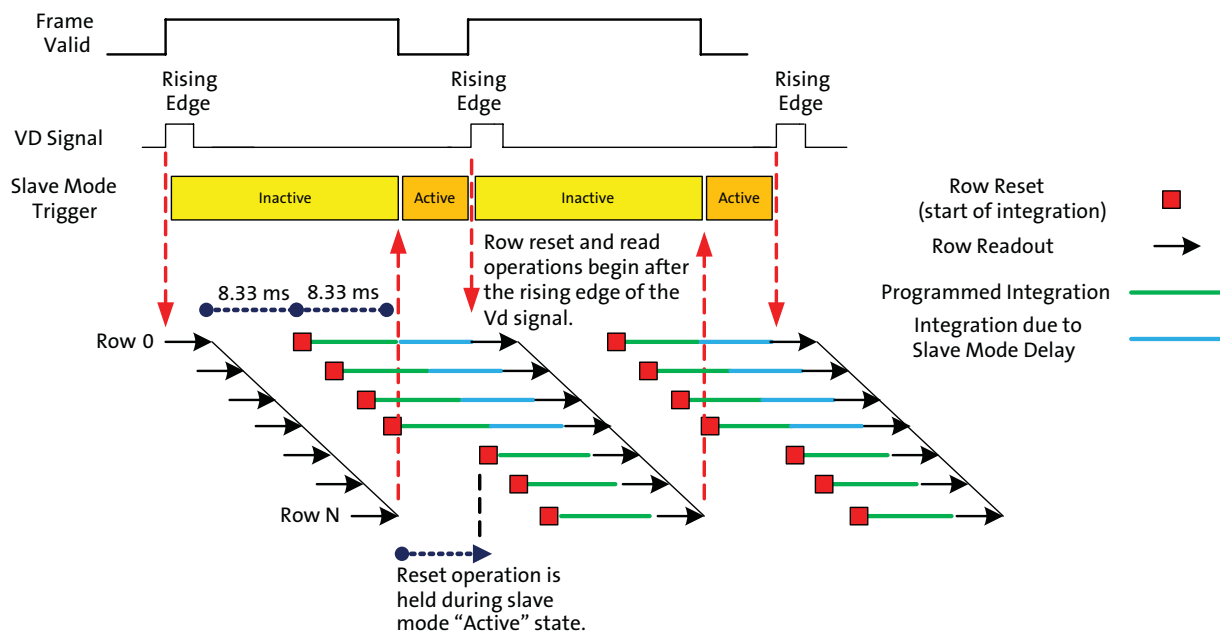 Frame
Valid
Rising
Edge
Rising
Edge
Rising
Edge
VD Signal
Slave Mode
Trigger
Inactive
Active
Inactive
Active
Row reset and read
operations begin after
the rising edge of the
Vd signal.
8.33 ms
8.33 ms
Row 0
Row N
Reset operation is
held during slave
mode “Active” state.
Row Reset
(start of integration)
Row Readout
Programmed Integration
Integration due to
Slave Mode Delay